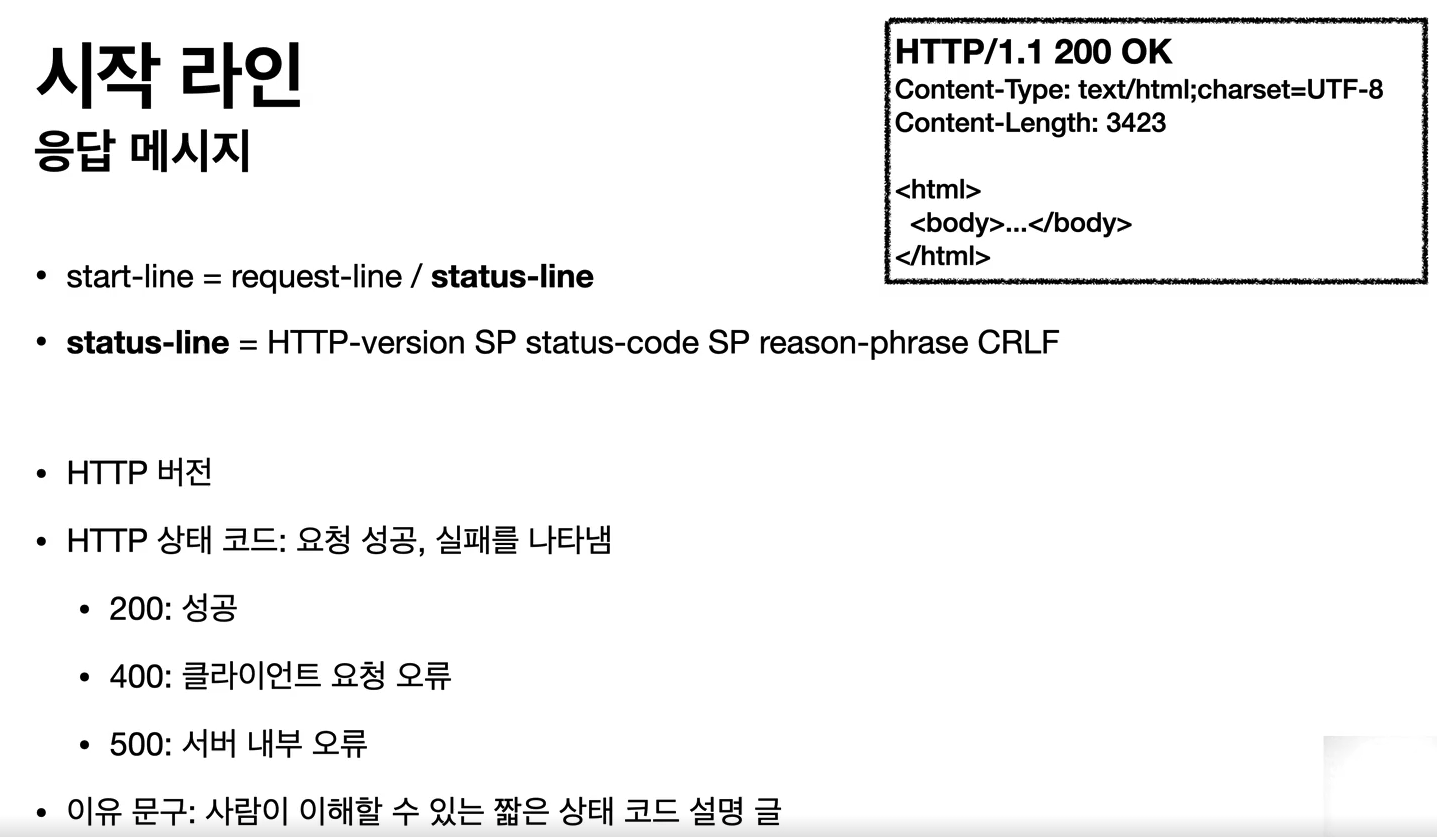 시작 라인
응답 메시지
HTTP/1.1 200 OK
Content-Type: text/html;charset=UTF-8
Content-Length: 3423
<html>
<body>...</body>
</html>
• start-line = request-line / status-line
• status-line = HTTP-version SP status-code SP reason-phrase CRLF
• HTTP 버전
• HTTP 상태 코드: 요청 성공, 실패를 나타냄
• 200: 성공
• 400: 클라이언트 요청 오류
• 500: 서버 내부 오류
• 이유 문구: 사람이 이해할 수 있는 짧은 상태 코드 설명 글